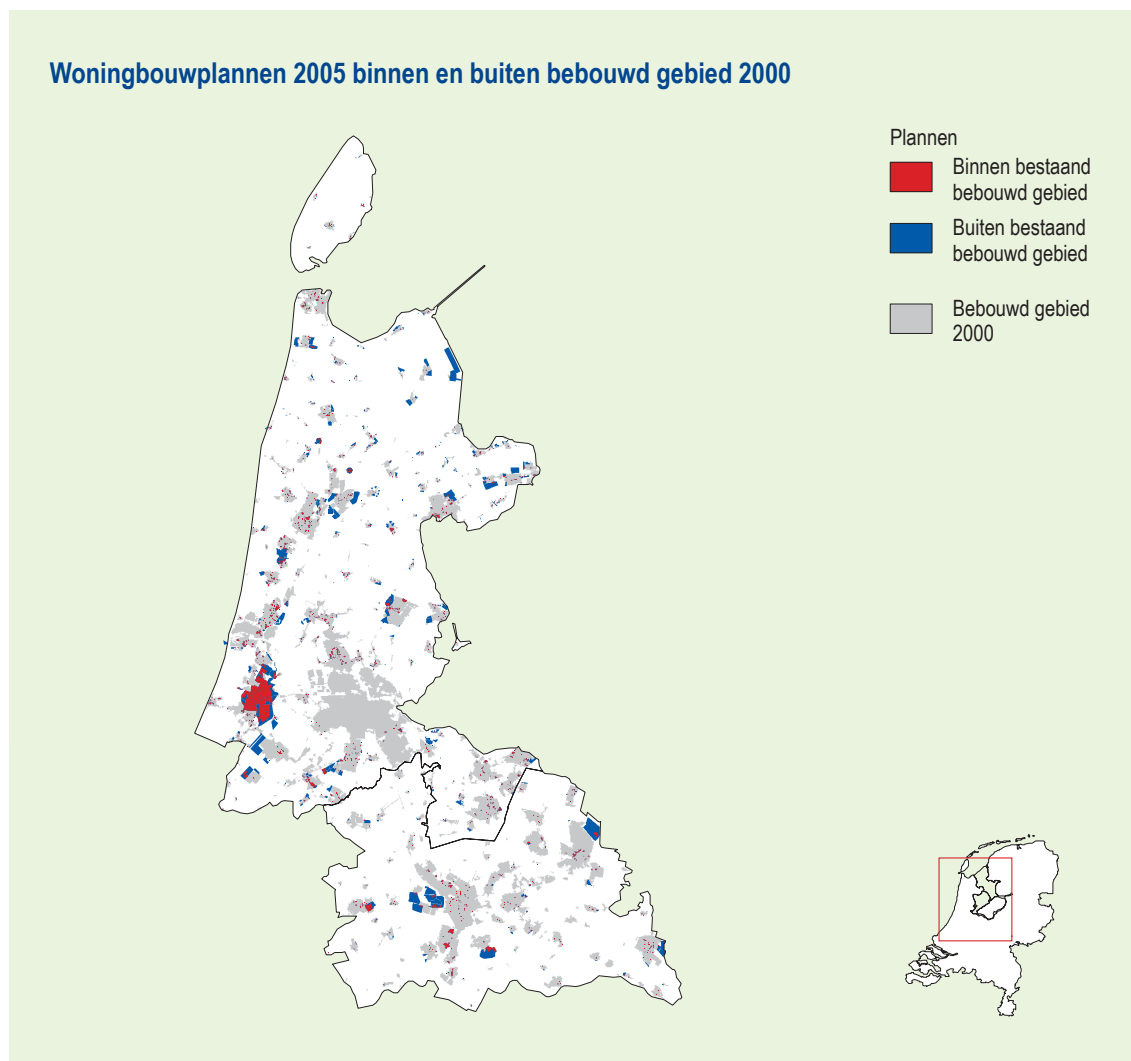 Woningbouwplannen 2005 binnen en buiten bebouwd gebied 2000
Plannen
Binnen bestaand
bebouwd gebied
Buiten bestaand
bebouwd gebied
Bebouwd gebied
2000